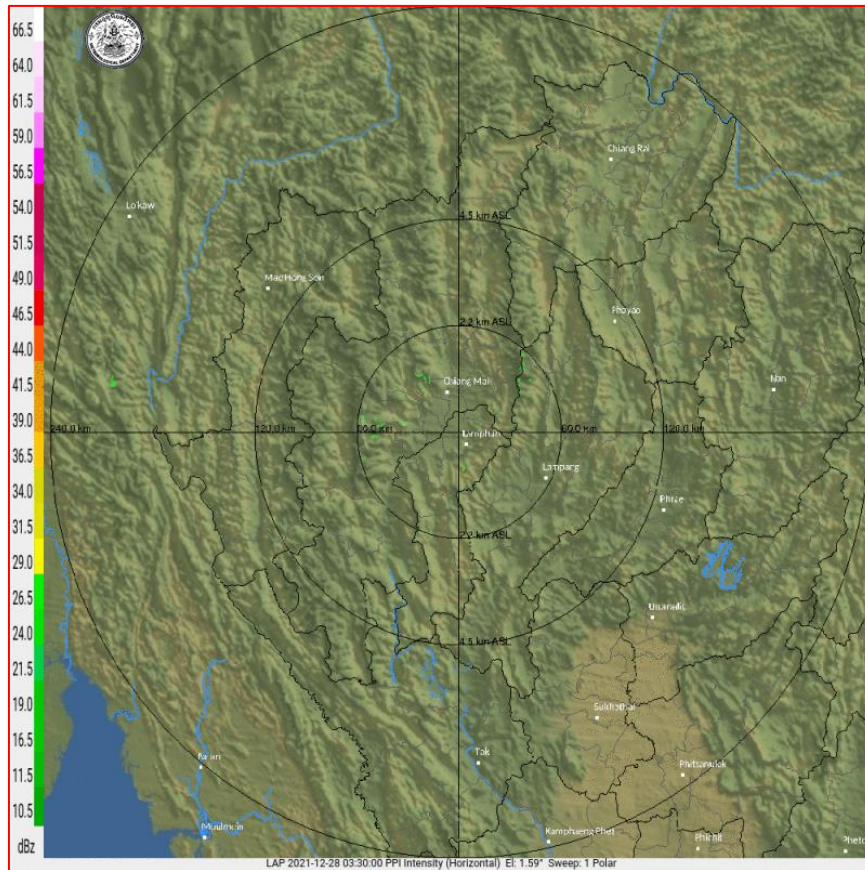 66.5
64.0
61.5
59.0
56.5
54.0
51.5
49.0
46.5
44.0
41.5
39.0
36.5
34.0
31.5
29.0
26.5
24.0
21.5
19.0
16.5
14.0
11.5
10.5
dBz
Chiang Rai
Loikaw
4.5 km ASL
Mae Hong Son
Phayao
2.2 km ASL
Chiang Mai
Nan
240.0 km
120.0 km
60.0 km
60.0 km
120.0 km
Lamphun
Lampang
Phrae
2.2 km ASL
4.5 km ASL
Sukhothai
Tak
Phitsanulok
Moulmein
Kamphaeng Phet
Phichit
LAP 2021-12-28 03:30:00 PPI Intensity (Horizontal) El: 1.59° Sweep: 1 Polar